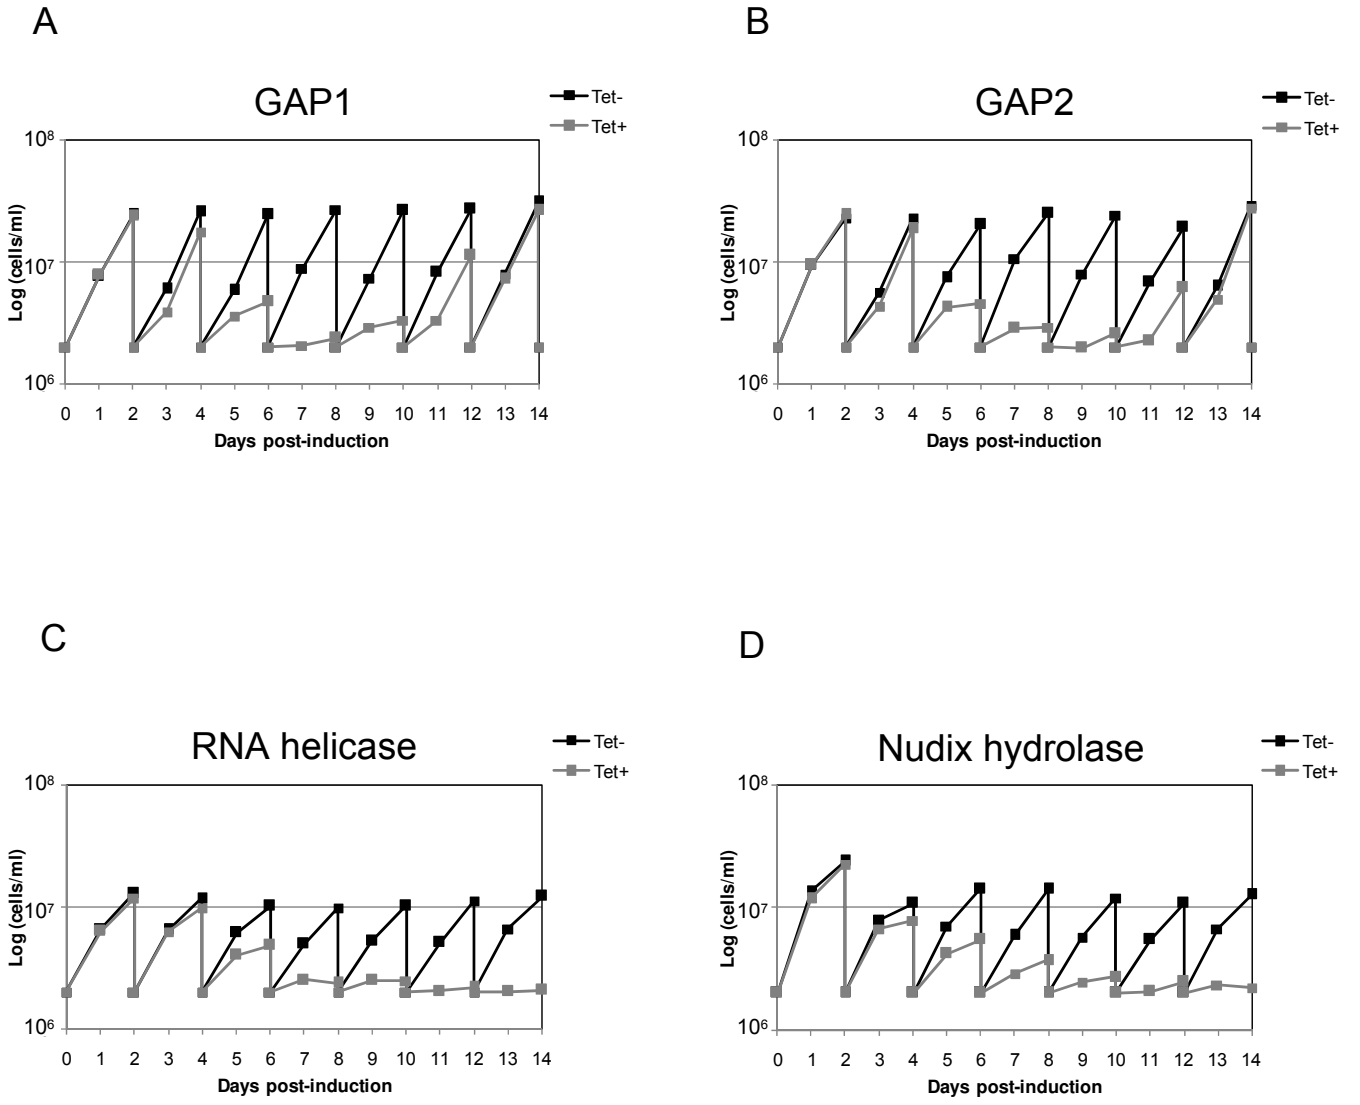 A
GAP1
Tet-
Tet+
10⁸
10⁷
10⁶
Log (cells/ml)
0 1 2 3 4 5 6 7 8 9 10 11 12 13 14
Days post-induction
B
GAP2
Tet-
Tet+
10⁸
10⁷
10⁶
Log (cells/ml)
0 1 2 3 4 5 6 7 8 9 10 11 12 13 14
Days post-induction
C
RNA helicase
Tet-
Tet+
10⁸
10⁷
10⁶
Log (cells/ml)
0 1 2 3 4 5 6 7 8 9 10 11 12 13 14
Days post-induction
D
Nudix hydrolase
Tet-
Tet+
10⁸
10⁷
10⁶
Log (cells/ml)
0 1 2 3 4 5 6 7 8 9 10 11 12 13 14
Days post-induction